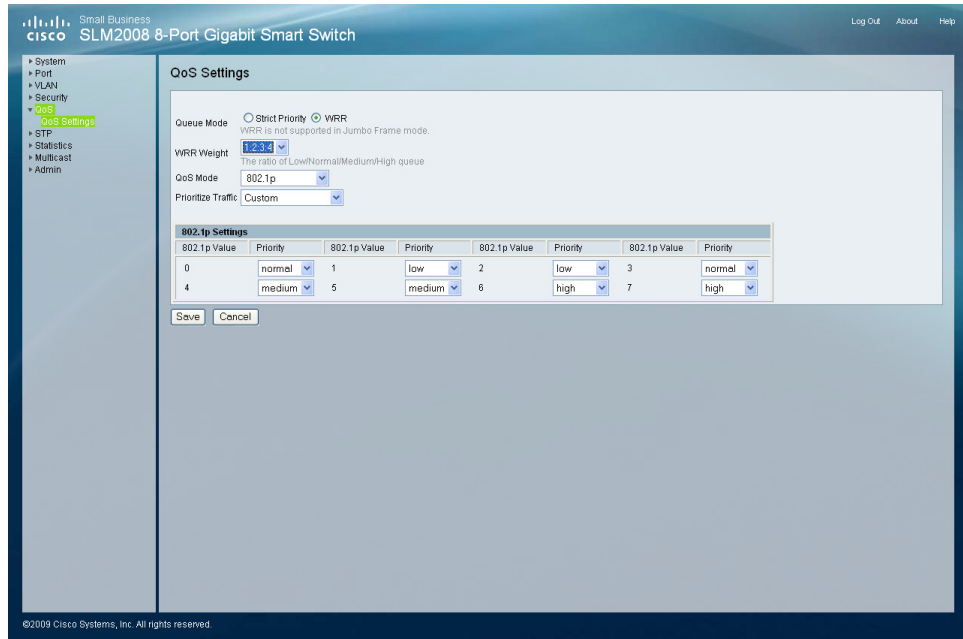 Small Business
cisco SLM2008 8-Port Gigabit Smart Switch
Log Out About Help
System
Port
VLAN
Security
QoS
QoS Settings
STP
Statistics
Multicast
Admin
QoS Settings
Queue Mode Strict Priority WRR
WRR is not supported in Jumbo Frame mode.
WRR Weight 1:2:3:4
The ratio of Low/Normal/Medium/High queue
QoS Mode 802.1p
Prioritize Traffic Custom
802.1p Settings
802.1p Value Priority 802.1p Value Priority 802.1p Value Priority 802.1p Value Priority
0 normal 1 low 2 low 3 normal
4 medium 5 medium 6 high 7 high
Save Cancel
©2009 Cisco Systems, Inc. All rights reserved.